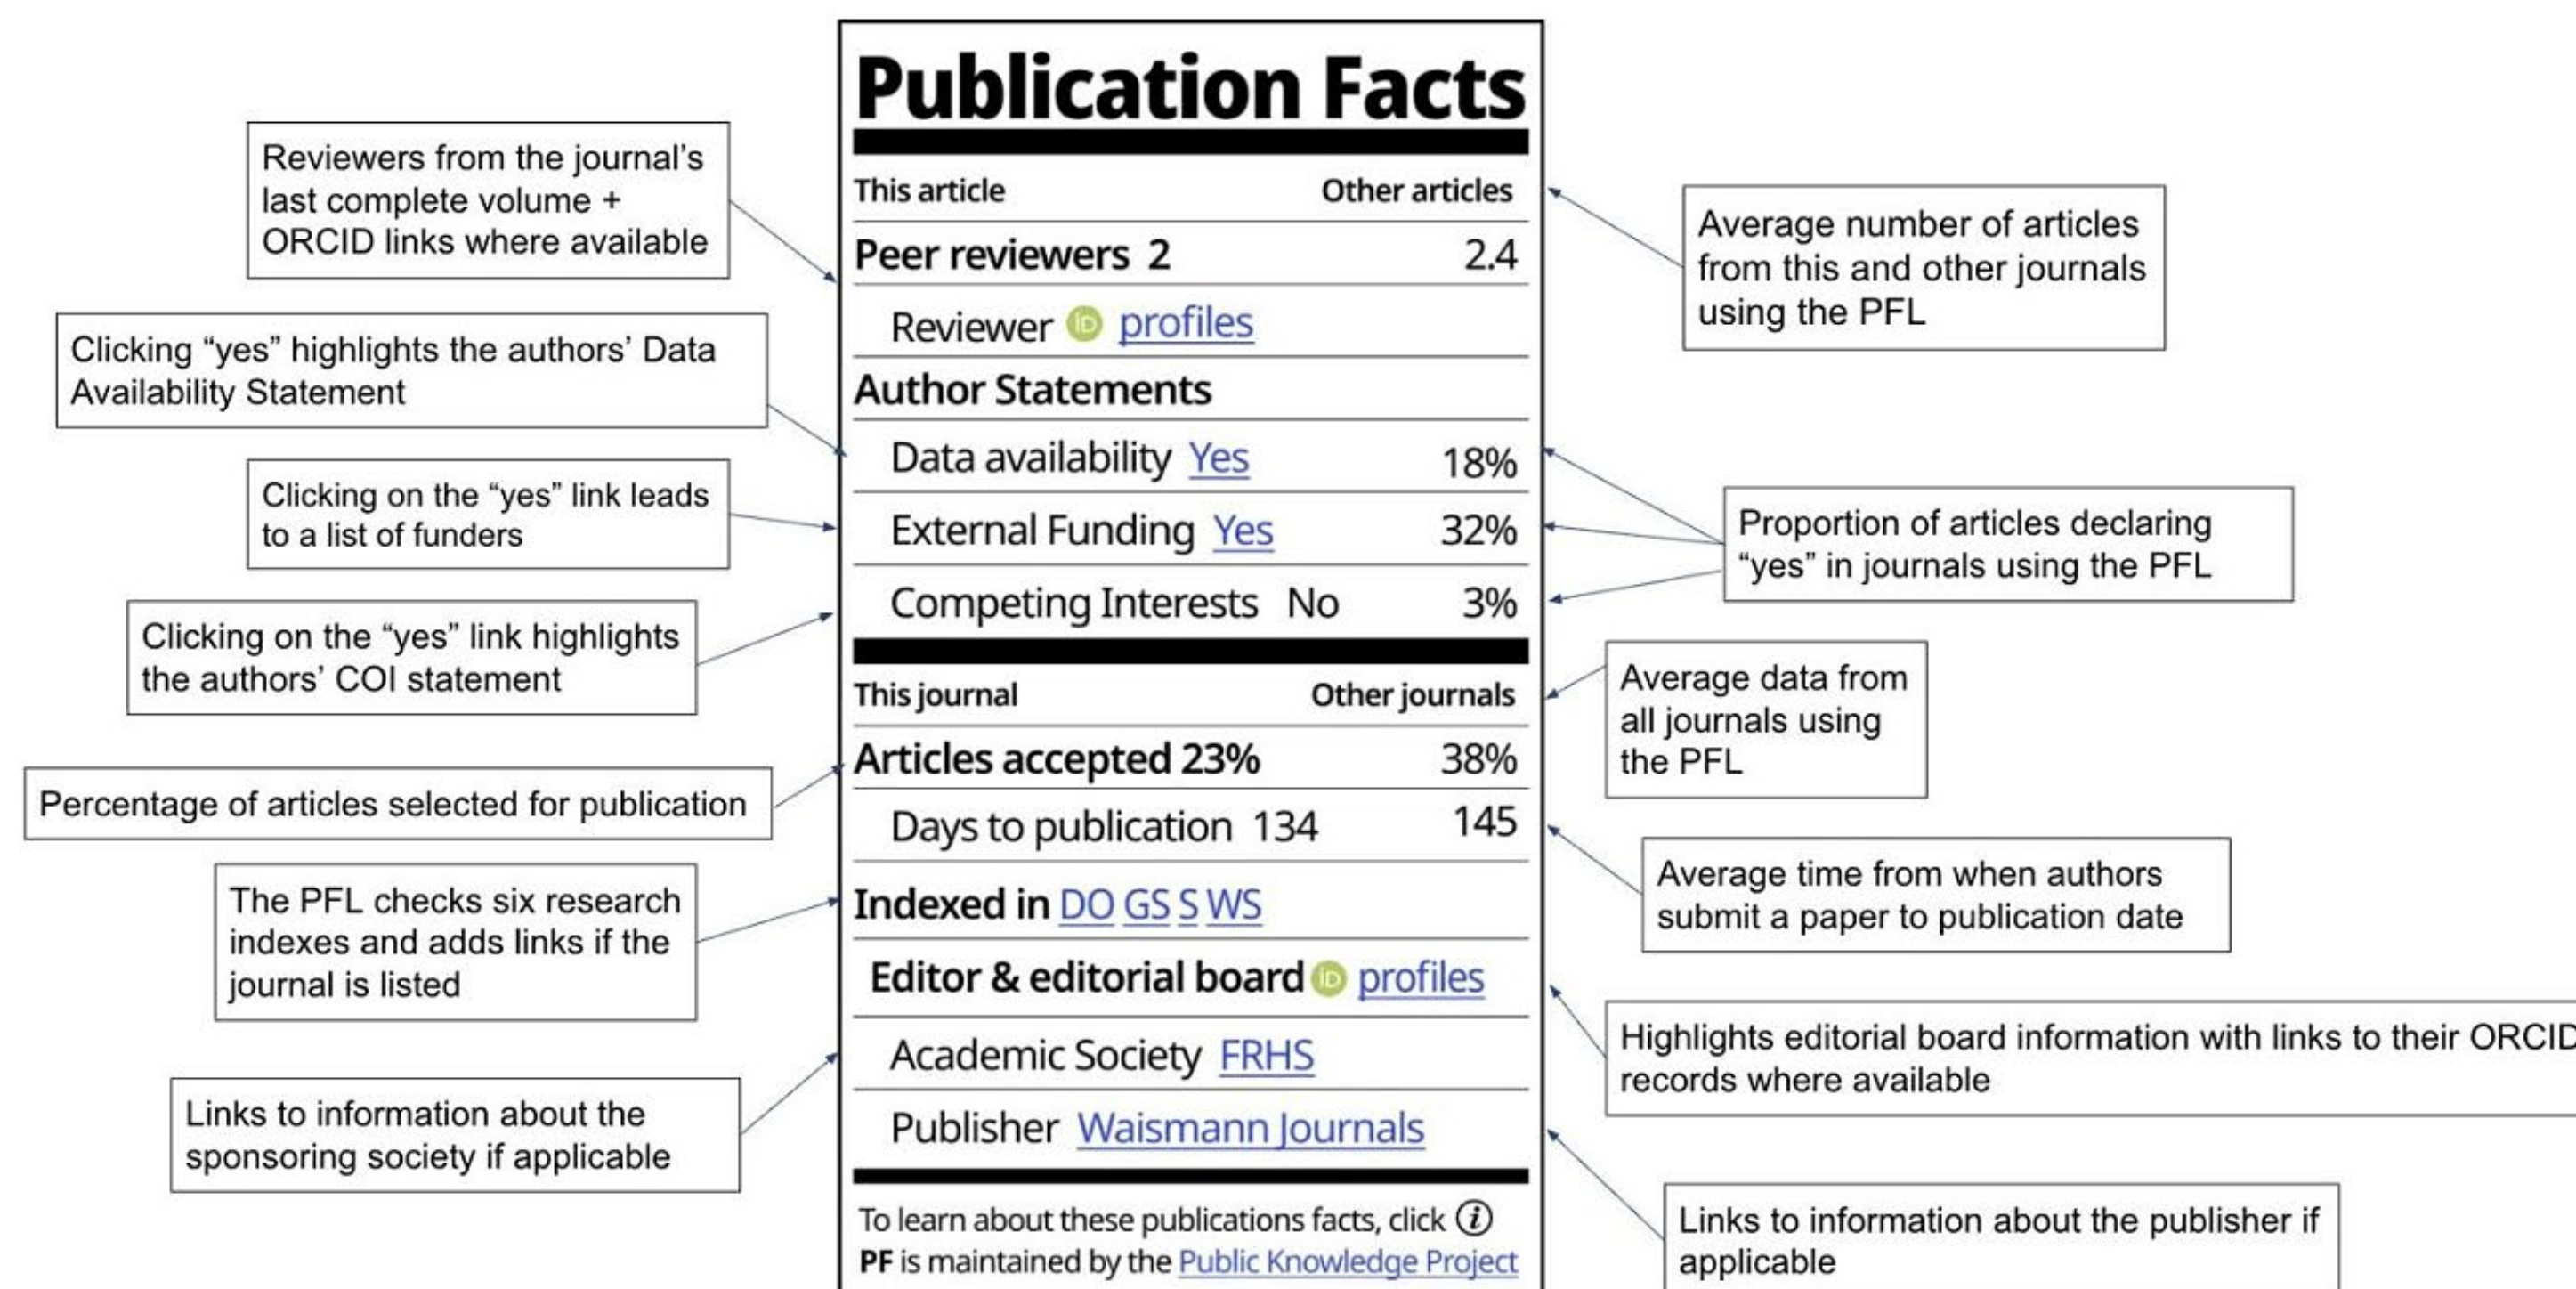 Publication Facts
This article Other articles
Peer reviewers 2 2.4
Reviewer iD profiles
Author Statements
Data availability Yes 18%
External Funding Yes 32%
Competing Interests No 3%
This journal Other journals
Articles accepted 23% 38%
Days to publication 134 145
Indexed in DO GS S WS
Editor & editorial board iD profiles
Academic Society FRHS
Publisher Waismann Journals
To learn about these publications facts, click i
PF is maintained by the Public Knowledge Project
Reviewers from the journal’s
last complete volume +
ORCID links where available
Clicking “yes” highlights the authors’ Data
Availability Statement
Clicking on the “yes” link leads
to a list of funders
Clicking on the “yes” link highlights
the authors’ COI statement
Percentage of articles selected for publication
The PFL checks six research
indexes and adds links if the
journal is listed
Links to information about the
sponsoring society if applicable
Average number of articles
from this and other journals
using the PFL
Proportion of articles declaring
“yes” in journals using the PFL
Average data from
all journals using
the PFL
Average time from when authors
submit a paper to publication date
Highlights editorial board information with links to their ORCID
records where available
Links to information about the publisher if
applicable